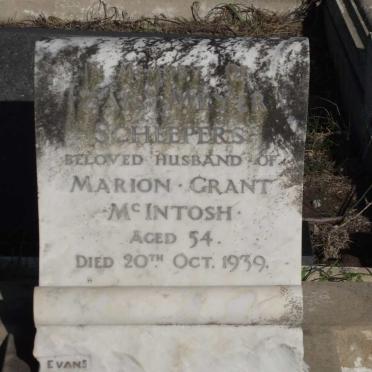 SCHEEPERS
BELOVED HUSBAND OF
MARION · GRANT
· MCINTOSH ·
AGED 54.
DIED 20TH OCT. 1939.
EVANS